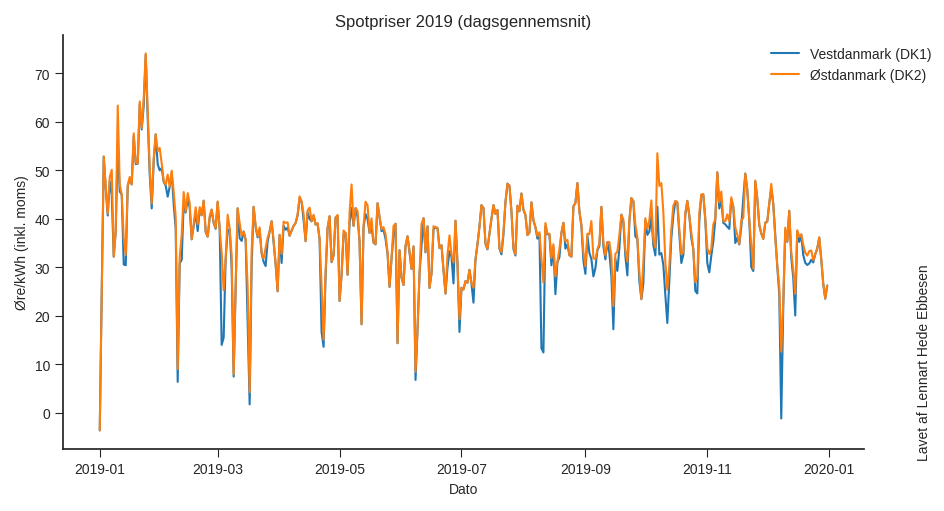 Spotpriser 2019 (dagsgennemsnit)
Vestdanmark (DK1)
Østdanmark (DK2)
Øre/kWh (inkl. moms)
70
60
50
40
30
20
10
0
2019-01
2019-03
2019-05
2019-07
2019-09
2019-11
2020-01
Dato
Lavet af Lennart Hede Ebbesen